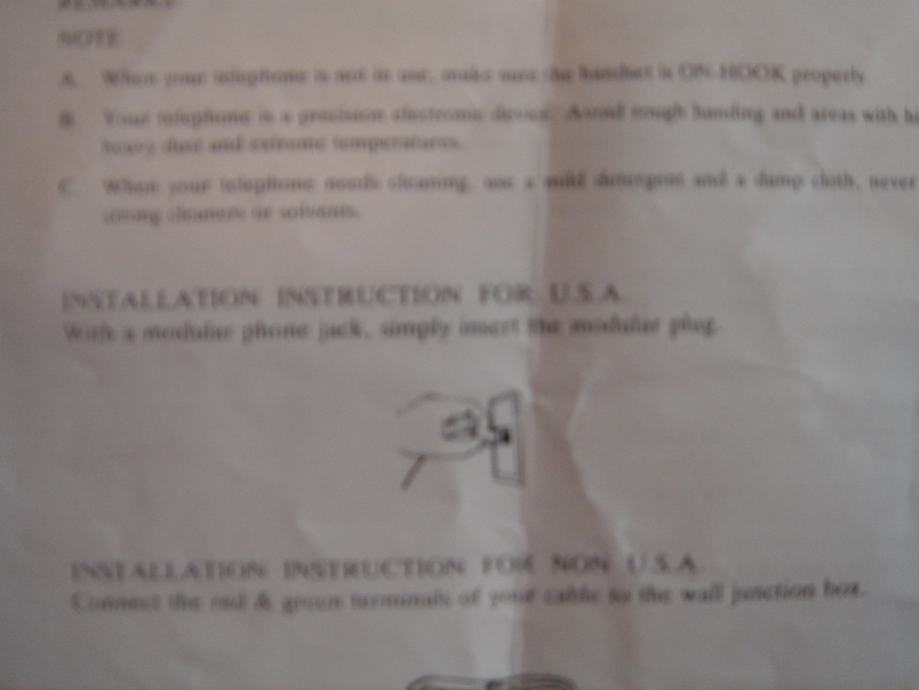 REMARKS
NOTE
A. When your telephone is not in use, make sure the handset is ON-HOOK properly
B. Your telephone is a precision electronic device. Avoid rough handling and areas with
heavy dust and extreme temperatures.
C. When your telephone needs cleaning, use a mild detergent and a damp cloth, never
strong cleaners or solvents.
INSTALLATION INSTRUCTION FOR U.S.A.
With a modular phone jack, simply insert the modular plug.
INSTALLATION INSTRUCTION FOR NON U.S.A.
Connect the red & green terminals of your cable to the wall junction box.